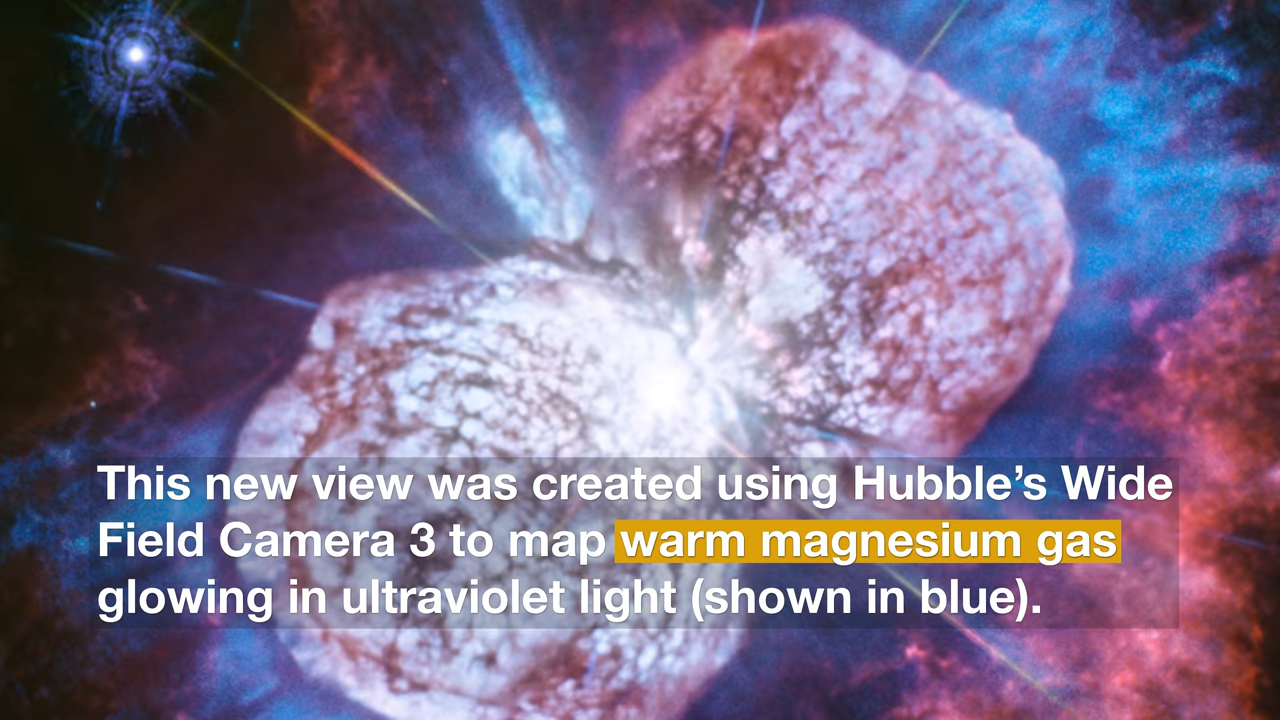 This new view was created using Hubble’s Wide
Field Camera 3 to map warm magnesium gas
glowing in ultraviolet light (shown in blue).